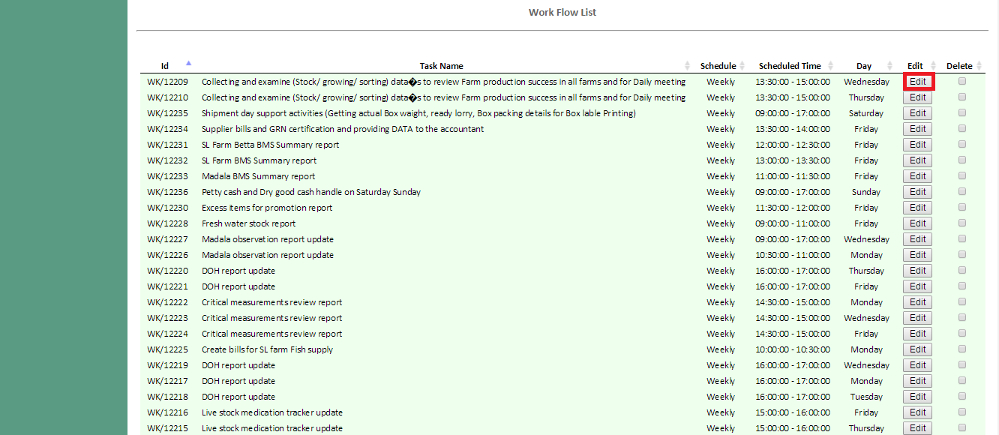 Work Flow List
Id Task Name Schedule Scheduled Time Day Edit Delete
WK/12209 Collecting and examine (Stock/ growing/ sorting) data�s to review Farm production success in all farms and for Daily meeting Weekly 13:30:00 - 15:00:00 Wednesday Edit
WK/12210 Collecting and examine (Stock/ growing/ sorting) data�s to review Farm production success in all farms and for Daily meeting Weekly 13:30:00 - 15:00:00 Thursday Edit
WK/12235 Shipment day support activities (Getting actual Box weight, ready lorry, Box packing details for Box lable Printing) Weekly 09:00:00 - 17:00:00 Saturday Edit
WK/12234 Supplier bills and GRN certification and providing DATA to the accountant Weekly 13:30:00 - 14:00:00 Friday Edit
WK/12231 SL Farm Betta BMS Summary report Weekly 12:00:00 - 12:30:00 Friday Edit
WK/12232 SL Farm BMS Summary report Weekly 13:00:00 - 13:30:00 Friday Edit
WK/12233 Madala BMS Summary report Weekly 11:00:00 - 11:30:00 Friday Edit
WK/12236 Petty cash and Dry good cash handle on Saturday Sunday Weekly 09:00:00 - 17:00:00 Sunday Edit
WK/12230 Excess items for promotion report Weekly 11:30:00 - 12:00:00 Friday Edit
WK/12228 Fresh water stock report Weekly 09:00:00 - 11:00:00 Friday Edit
WK/12227 Madala observation report update Weekly 09:00:00 - 17:00:00 Wednesday Edit
WK/12226 Madala observation report update Weekly 10:30:00 - 11:00:00 Monday Edit
WK/12220 DOH report update Weekly 16:00:00 - 17:00:00 Thursday Edit
WK/12221 DOH report update Weekly 16:00:00 - 17:00:00 Friday Edit
WK/12222 Critical measurements review report Weekly 14:30:00 - 15:00:00 Monday Edit
WK/12223 Critical measurements review report Weekly 14:30:00 - 15:00:00 Wednesday Edit
WK/12224 Critical measurements review report Weekly 14:30:00 - 15:00:00 Friday Edit
WK/12225 Create bills for SL farm Fish supply Weekly 10:00:00 - 10:30:00 Monday Edit
WK/12219 DOH report update Weekly 16:00:00 - 17:00:00 Wednesday Edit
WK/12217 DOH report update Weekly 16:00:00 - 17:00:00 Monday Edit
WK/12218 DOH report update Weekly 16:00:00 - 17:00:00 Tuesday Edit
WK/12216 Live stock medication tracker update Weekly 15:00:00 - 16:00:00 Friday Edit
WK/12215 Live stock medication tracker update Weekly 15:00:00 - 16:00:00 Thursday Edit